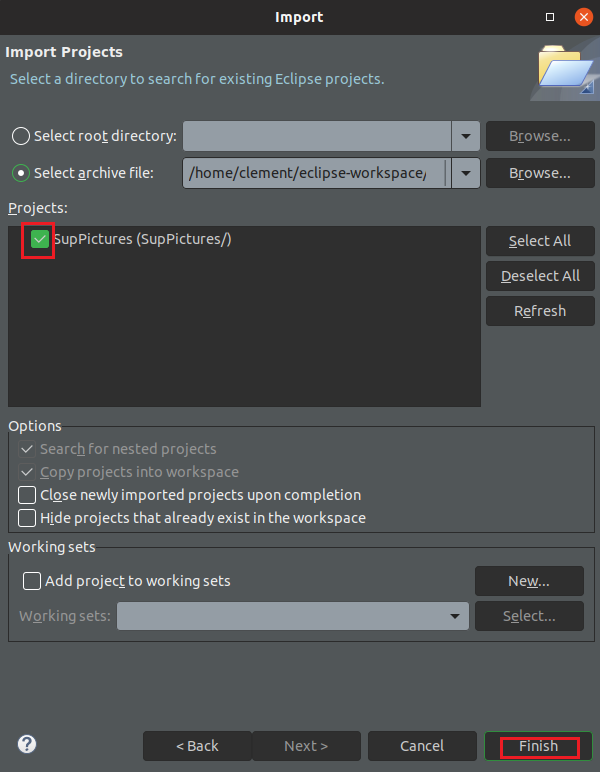 Import
Import Projects
Select a directory to search for existing Eclipse projects.
Select root directory:
Browse...
Select archive file:
/home/clement/eclipse-workspace/
Browse...
Projects:
SupPictures (SupPictures/)
Select All
Deselect All
Refresh
Options
Search for nested projects
Copy projects into workspace
Close newly imported projects upon completion
Hide projects that already exist in the workspace
Working sets
Add project to working sets
New...
Working sets:
Select...
?
< Back
Next >
Cancel
Finish